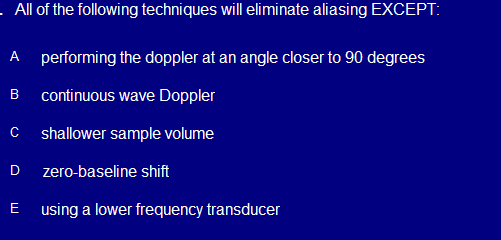 . All of the following techniques will eliminate aliasing EXCEPT:
A performing the doppler at an angle closer to 90 degrees
B continuous wave Doppler
C shallower sample volume
D zero-baseline shift
E using a lower frequency transducer